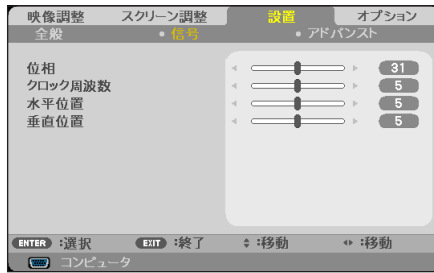 映像調整 スクリーン調整 設置 オプション
全般 • 信号 • アドバンスト
位相 31
クロック周波数 5
水平位置 5
垂直位置 5
ENTER :選択 EXIT :終了 :移動 :移動
コンピュータ